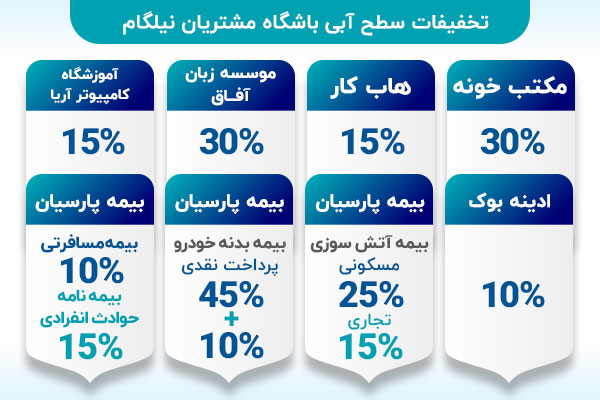 تخفیفات سطح آبی باشگاه مشتریان نیلگام
مکتب خونه
30%
هاب کار
15%
موسسه زبان
آفـاق
30%
آموزشگاه
کامپیوتر آریا
15%
ادینه بوک
10%
بیمه پارسیان
بیمه آتش سوزی
مسکونی
25%
تجاری
15%
بیمه پارسیان
بیمه بدنه خودرو
پرداخت نقدی
45%
+
10%
بیمه پارسیان
بیمه‌مسافرتی
10%
بیمه نامه
حوادث انفرادی
15%